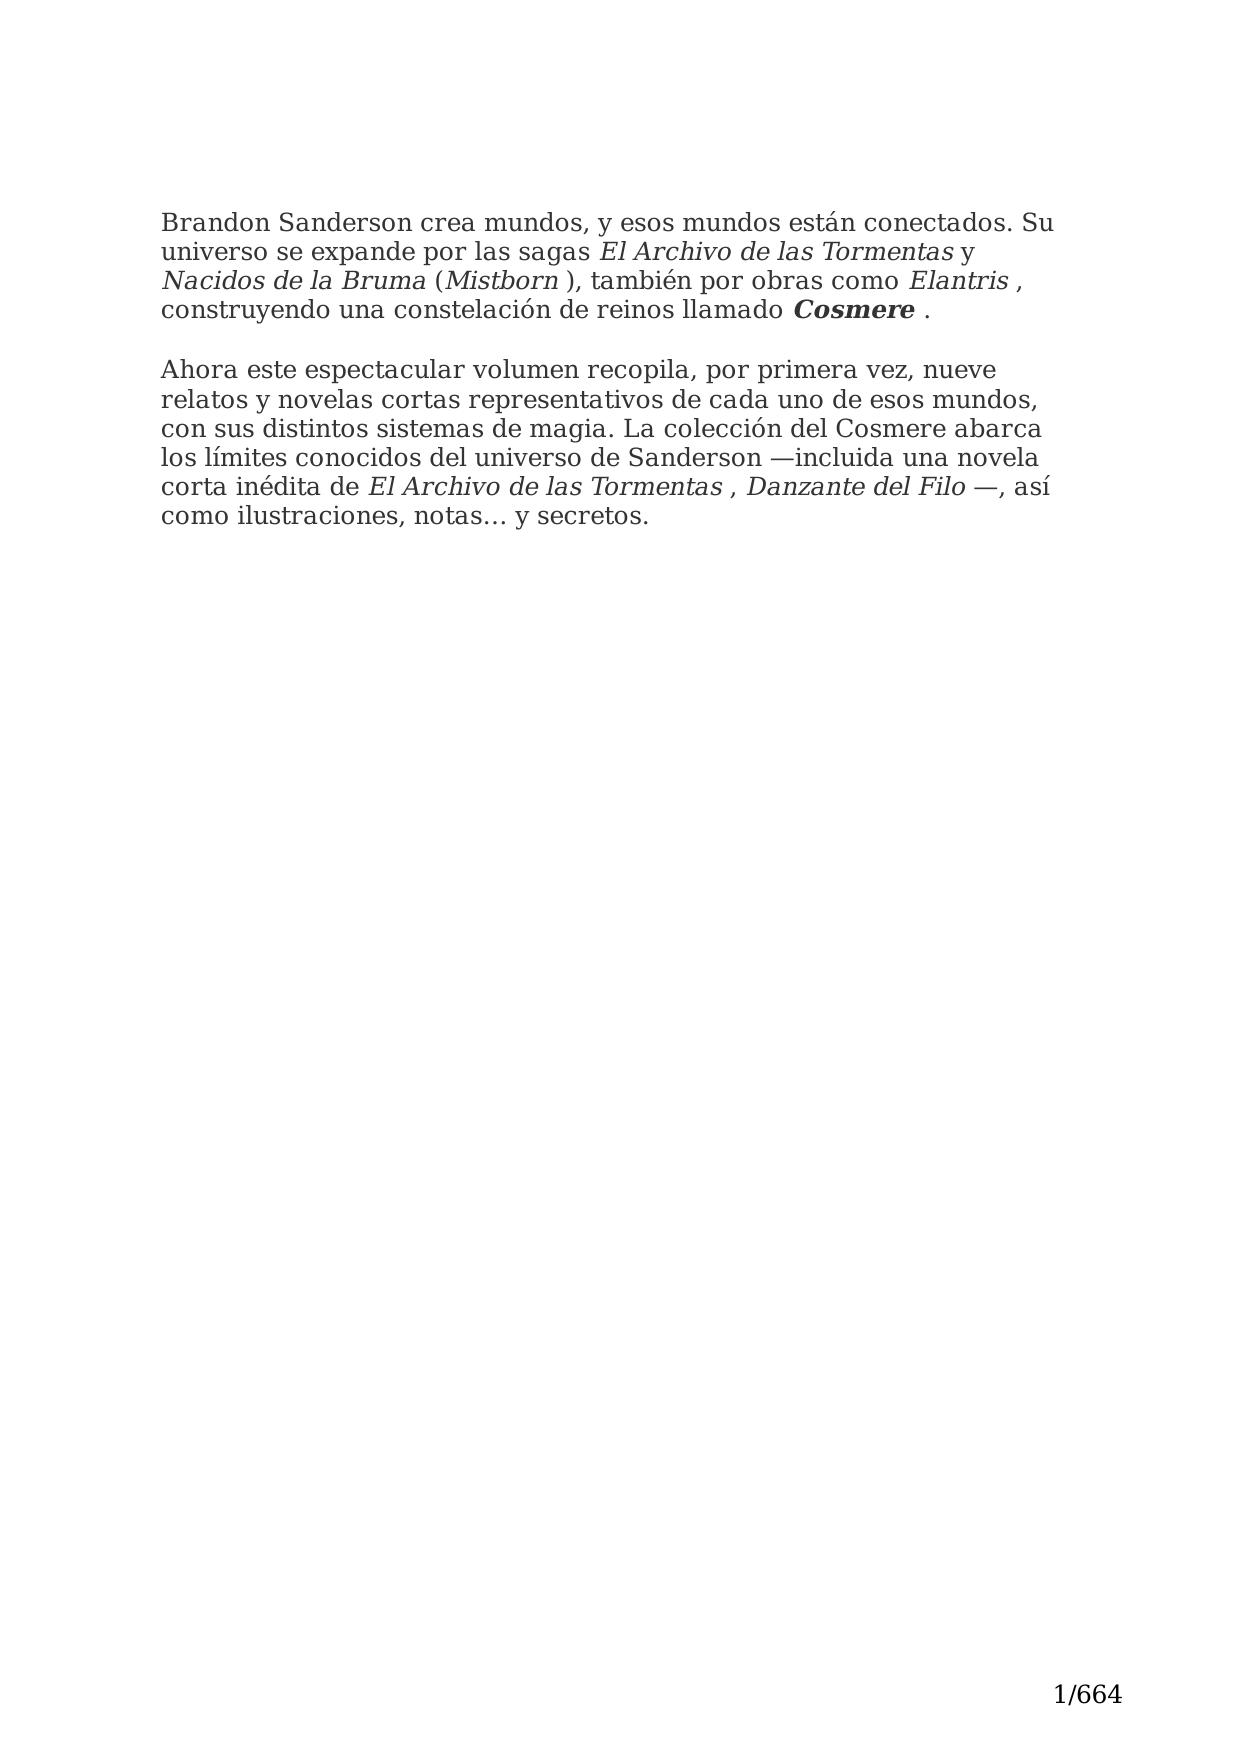 Brandon Sanderson crea mundos, y esos mundos están conectados. Su
universo se expande por las sagas El Archivo de las Tormentas y
Nacidos de la Bruma (Mistborn ), también por obras como Elantris ,
construyendo una constelación de reinos llamado Cosmere .
Ahora este espectacular volumen recopila, por primera vez, nueve
relatos y novelas cortas representativos de cada uno de esos mundos,
con sus distintos sistemas de magia. La colección del Cosmere abarca
los límites conocidos del universo de Sanderson —incluida una novela
corta inédita de El Archivo de las Tormentas , Danzante del Filo —, así
como ilustraciones, notas… y secretos.
1/664